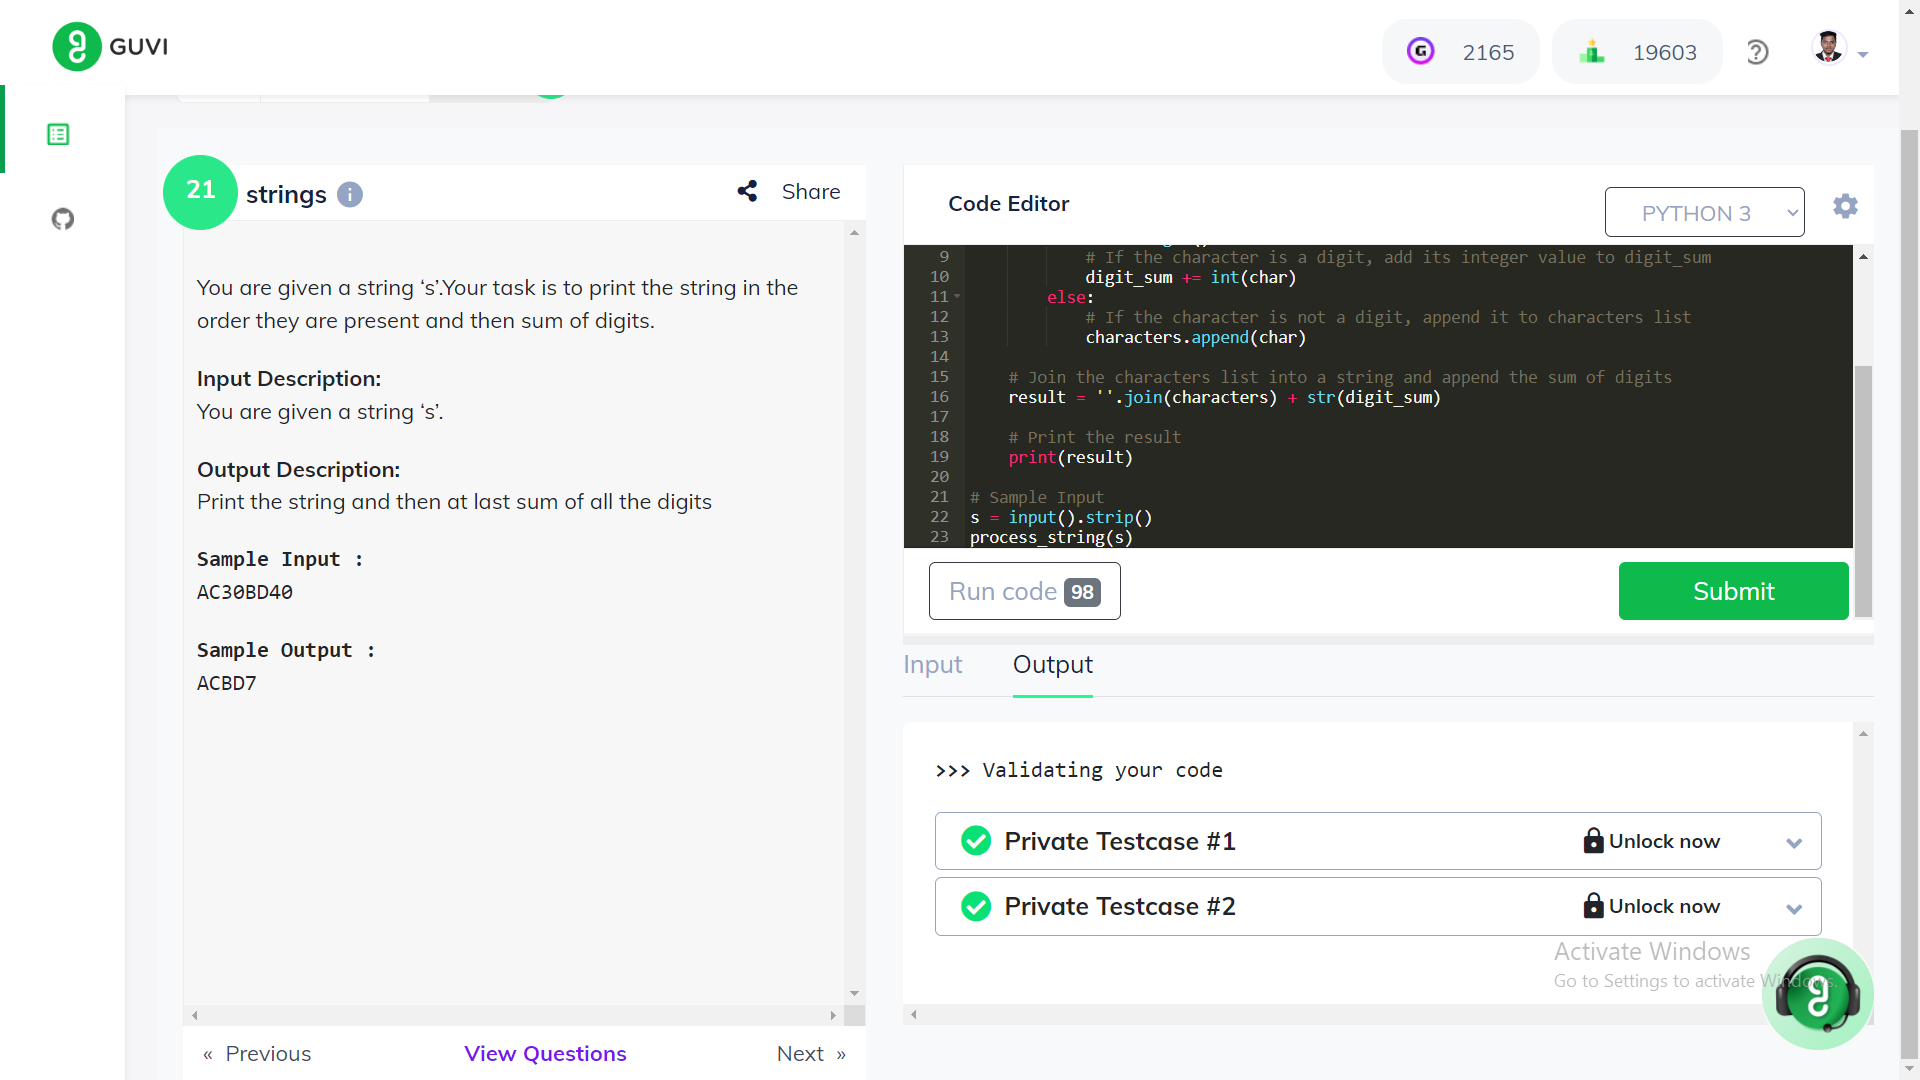 GUVI
2165
19603
21
strings
Share
You are given a string ‘s’.Your task is to print the string in the
order they are present and then sum of digits.
Input Description:
You are given a string ‘s’.
Output Description:
Print the string and then at last sum of all the digits
Sample Input :
AC30BD40
Sample Output :
ACBD7
« Previous
View Questions
Next »
Code Editor
PYTHON 3
9 # If the character is a digit, add its integer value to digit_sum
10 digit_sum += int(char)
11 else:
12 # If the character is not a digit, append it to characters list
13 characters.append(char)
14
15 # Join the characters list into a string and append the sum of digits
16 result = ''.join(characters) + str(digit_sum)
17
18 # Print the result
19 print(result)
20
21 # Sample Input
22 s = input().strip()
23 process_string(s)
Run code 98
Submit
Input
Output
>>> Validating your code
Private Testcase #1
Unlock now
Private Testcase #2
Unlock now
Activate Windows
Go to Settings to activate Windows.